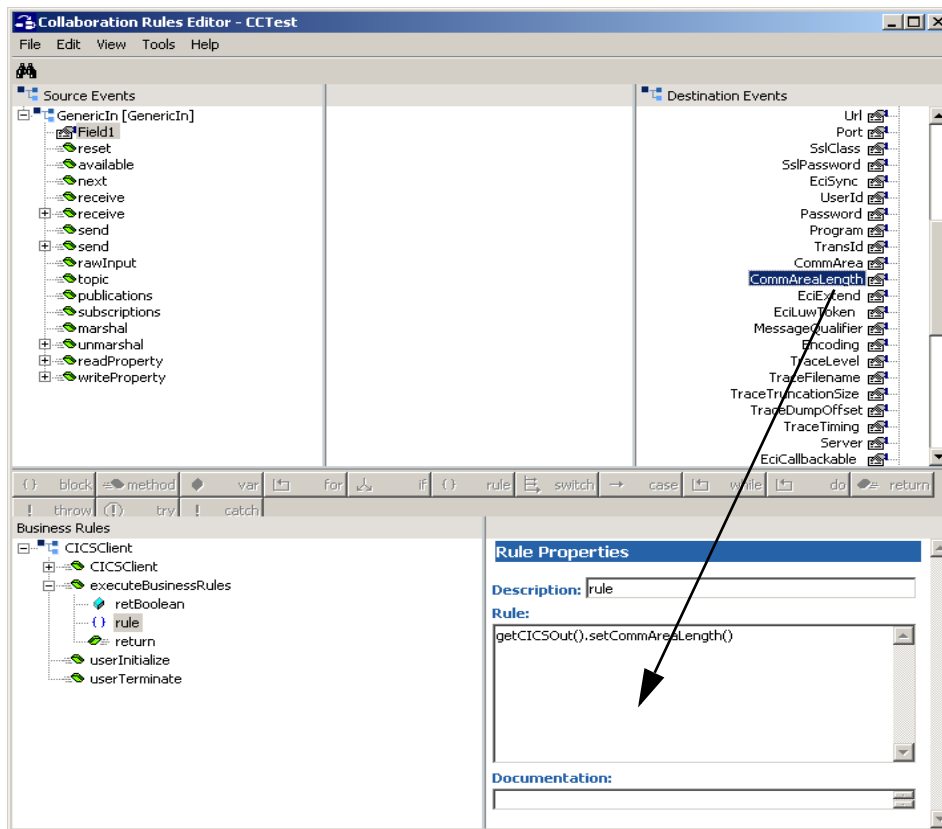 Collaboration Rules Editor - CCTest
File Edit View Tools Help
Source Events
GenericIn [GenericIn]
Field1
reset
available
next
receive
receive
send
send
rawInput
topic
publications
subscriptions
marshal
unmarshal
readProperty
writeProperty
Destination Events
Url
Port
SslClass
SslPassword
EciSync
UserId
Password
Program
TransId
CommArea
CommAreaLength
EciExtend
EciLuwToken
MessageQualifier
Encoding
TraceLevel
TraceFilename
TraceTruncationSize
TraceDumpOffset
TraceTiming
Server
EciCallbackable
{} block method var for if {} rule switch case while do return
throw try catch
Business Rules
CICSClient
CICSClient
executeBusinessRules
retBoolean
{} rule
return
userInitialize
userTerminate
Rule Properties
Description: rule
Rule:
getCICSOut().setCommAreaLength()
Documentation: